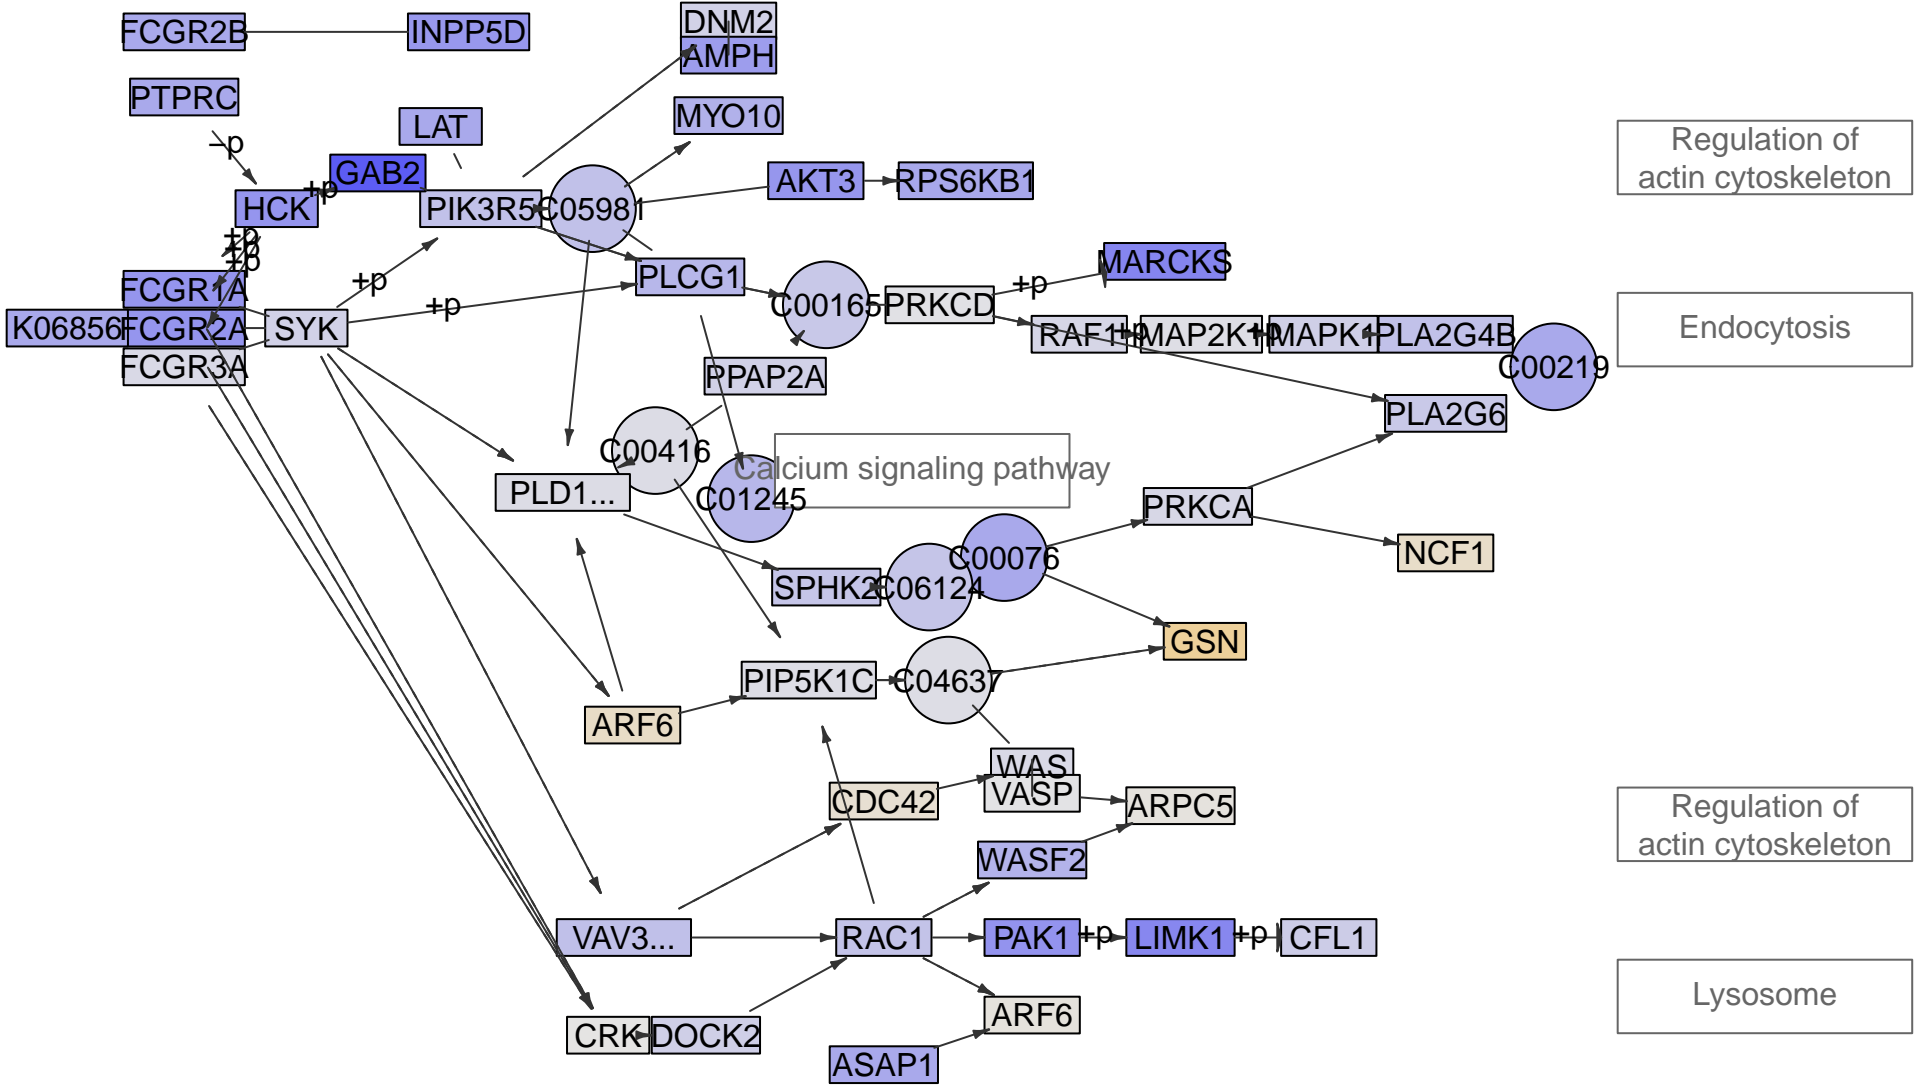 FCGR2B
INPP5D
DNM2
AMPH
PTPRC
LAT
MYO10
Regulation of
actin cytoskeleton
–p
GAB2
+p
HCK
PIK3R5
C05981
AKT3
RPS6KB1
+p
+p
+p
FCGR1A
K06856
FCGR2A
FCGR3A
SYK
+p
+p
PLCG1
C00165
PRKCD
+p
MARCKS
RAF1
+p
MAP2K1
+p
MAPK1
PLA2G4B
C00219
Endocytosis
PPAP2A
PLA2G6
C00416
Calcium signaling pathway
PLD1...
C01245
PRKCA
NCF1
C00076
SPHK2
C06124
GSN
PIP5K1C
C04637
ARF6
WAS
VASP
CDC42
ARPC5
WASF2
Regulation of
actin cytoskeleton
VAV3...
RAC1
PAK1
+p
LIMK1
+p
CFL1
ARF6
Lysosome
CRK
DOCK2
ASAP1